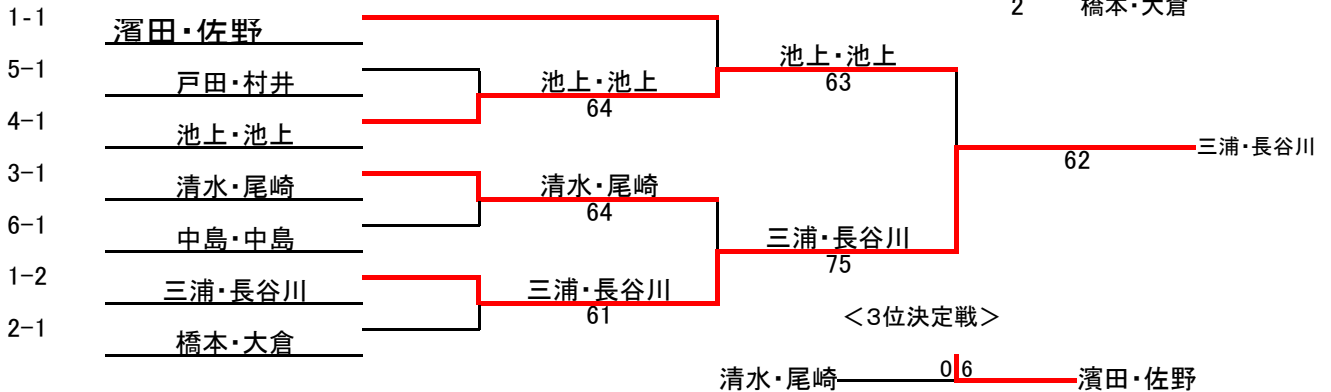 2 橋本・大倉
1-1 濱田・佐野
5-1 戸田・村井
4-1 池上・池上
3-1 清水・尾崎
6-1 中島・中島
1-2 三浦・長谷川
2-1 橋本・大倉
池上・池上
64
清水・尾崎
64
三浦・長谷川
61
池上・池上
63
三浦・長谷川
75
62
三浦・長谷川
＜3位決定戦＞
清水・尾崎 0 6 濱田・佐野